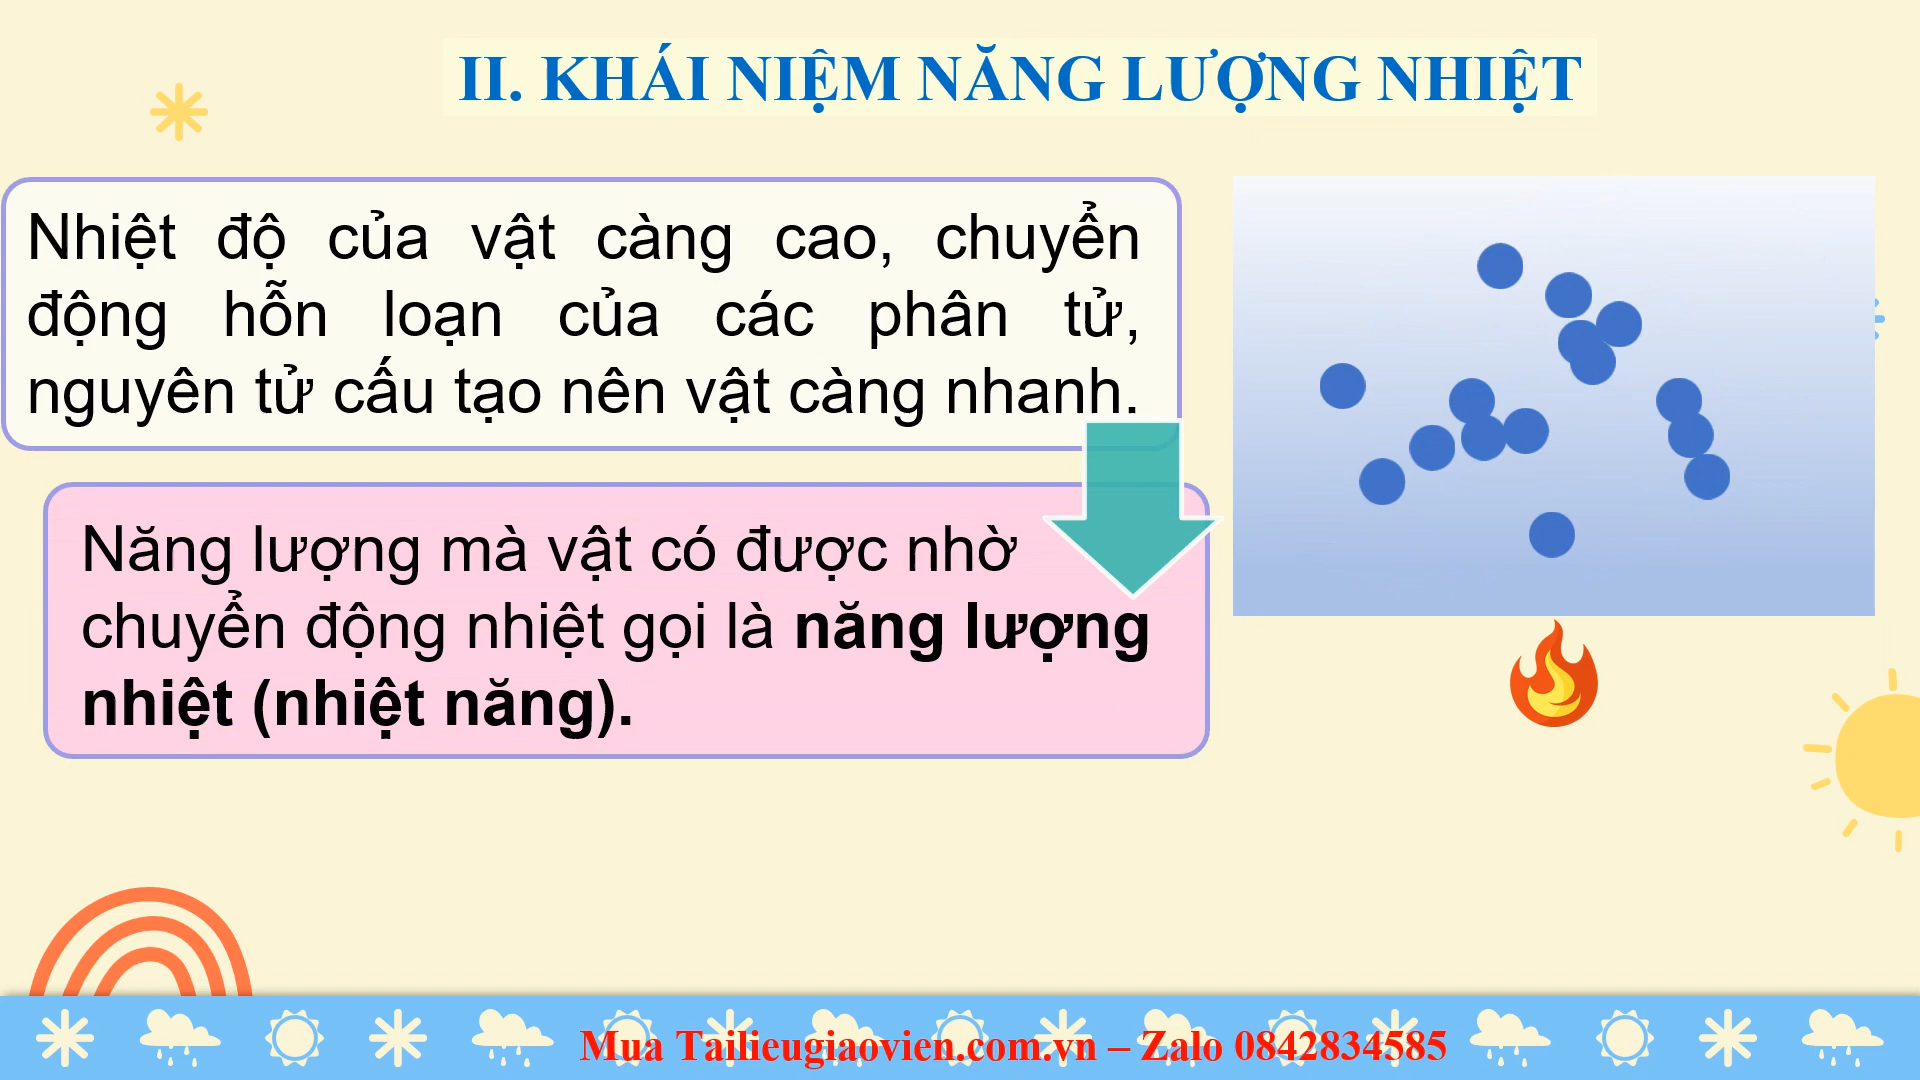 II. KHÁI NIỆM NĂNG LƯỢNG NHIỆT
Nhiệt độ của vật càng cao, chuyển
động hỗn loạn của các phân tử,
nguyên tử cấu tạo nên vật càng nhanh.
Năng lượng mà vật có được nhờ
chuyển động nhiệt gọi là năng lượng
nhiệt (nhiệt năng).
Mua Tailieugiaovien.com.vn – Zalo 0842834585